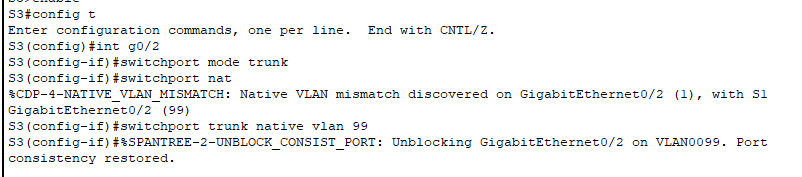 S3#config t
Enter configuration commands, one per line.  End with CNTL/Z.
S3(config)#int g0/2
S3(config-if)#switchport mode trunk
S3(config-if)#switchport nat
%CDP-4-NATIVE_VLAN_MISMATCH: Native VLAN mismatch discovered on GigabitEthernet0/2 (1), with S1
GigabitEthernet0/2 (99)
S3(config-if)#switchport trunk native vlan 99
S3(config-if)#%SPANTREE-2-UNBLOCK_CONSIST_PORT: Unblocking GigabitEthernet0/2 on VLAN0099. Port
consistency restored.